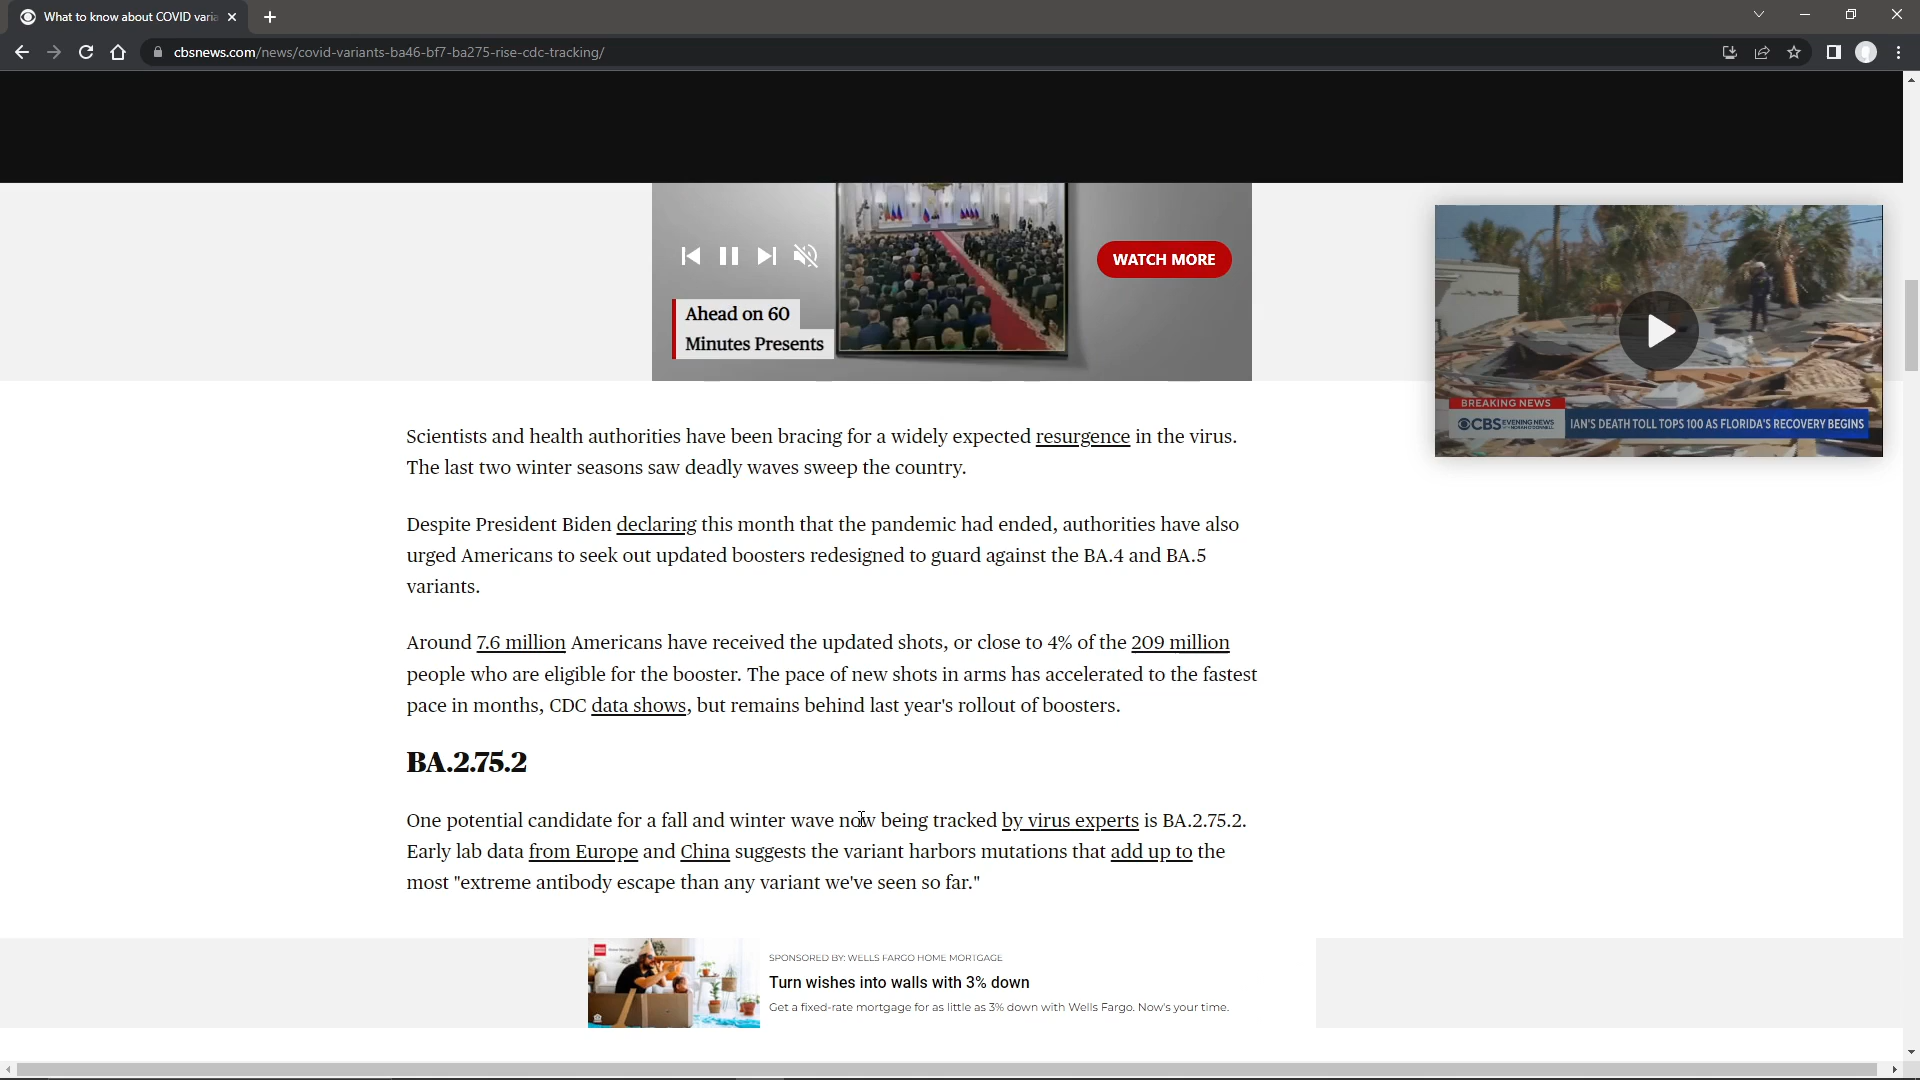 What to know about COVID varia
cbsnews.com/news/covid-variants-ba46-bf7-ba275-rise-cdc-tracking/
WATCH MORE
Ahead on 60
Minutes Presents
BREAKING NEWS
CBS EVENING NEWS
IAN'S DEATH TOLL TOPS 100 AS FLORIDA'S RECOVERY BEGINS
Scientists and health authorities have been bracing for a widely expected resurgence in the virus.
The last two winter seasons saw deadly waves sweep the country.
Despite President Biden declaring this month that the pandemic had ended, authorities have also
urged Americans to seek out updated boosters redesigned to guard against the BA.4 and BA.5
variants.
Around 7.6 million Americans have received the updated shots, or close to 4% of the 209 million
people who are eligible for the booster. The pace of new shots in arms has accelerated to the fastest
pace in months, CDC data shows, but remains behind last year's rollout of boosters.
BA.2.75.2
One potential candidate for a fall and winter wave now being tracked by virus experts is BA.2.75.2.
Early lab data from Europe and China suggests the variant harbors mutations that add up to the
most "extreme antibody escape than any variant we've seen so far."
SPONSORED BY: WELLS FARGO HOME MORTGAGE
Turn wishes into walls with 3% down
Get a fixed-rate mortgage for as little as 3% down with Wells Fargo. Now's your time.